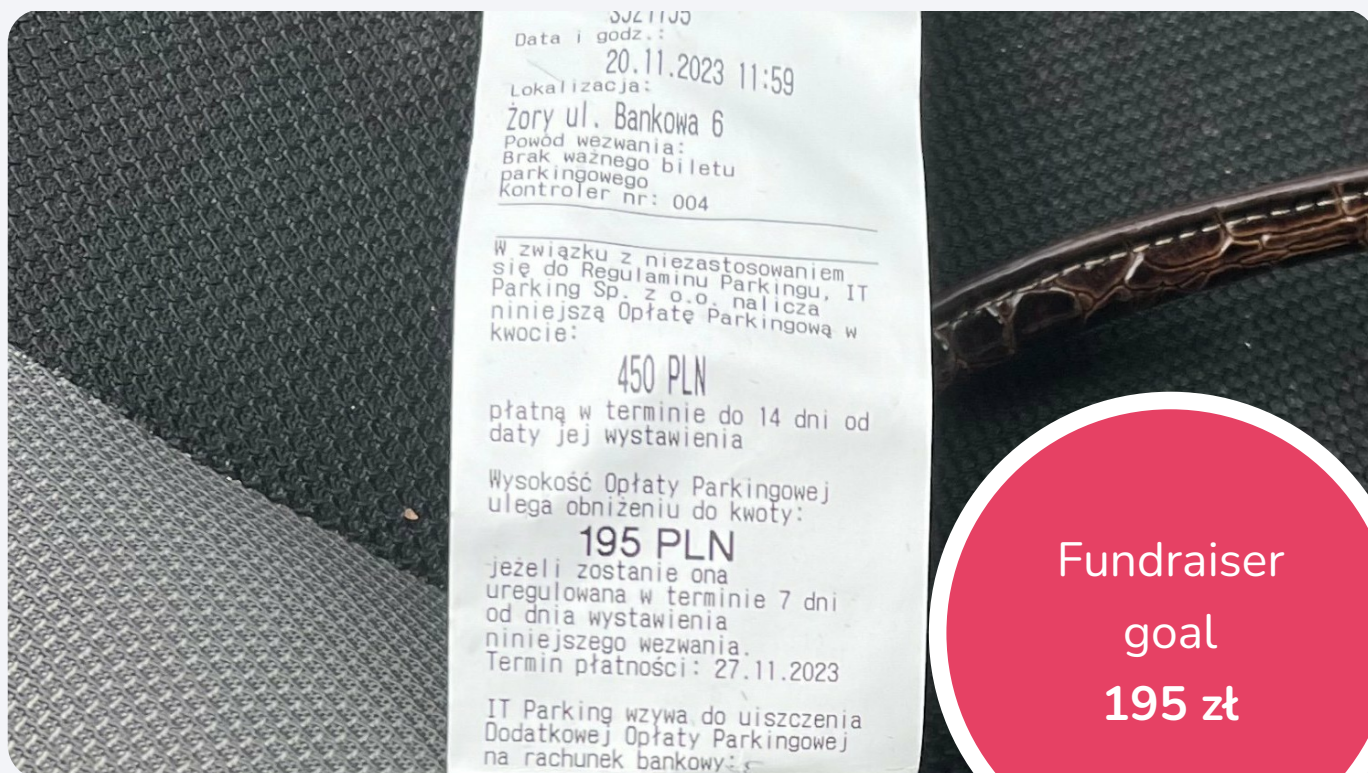 Data i godz.:
20.11.2023 11:59
Lokalizacja:
Żory ul. Bankowa 6
Powód wezwania:
Brak ważnego biletu
parkingowego
Kontroler nr: 004
W związku z niezastosowaniem
się do Regulaminu Parkingu, IT
Parking Sp. z o.o. nalicza
niniejszą Opłatę Parkingową w
kwocie:
450 PLN
płatną w terminie do 14 dni od
daty jej wystawienia
Wysokość Opłaty Parkingowej
ulega obniżeniu do kwoty:
195 PLN
jeżeli zostanie ona
uregulowana w terminie 7 dni
od dnia wystawienia
niniejszego wezwania.
Termin płatności: 27.11.2023
IT Parking wzywa do uiszczenia
Dodatkowej Opłaty Parkingowej
na rachunek bankowy:
Fundraiser
goal
195 zł